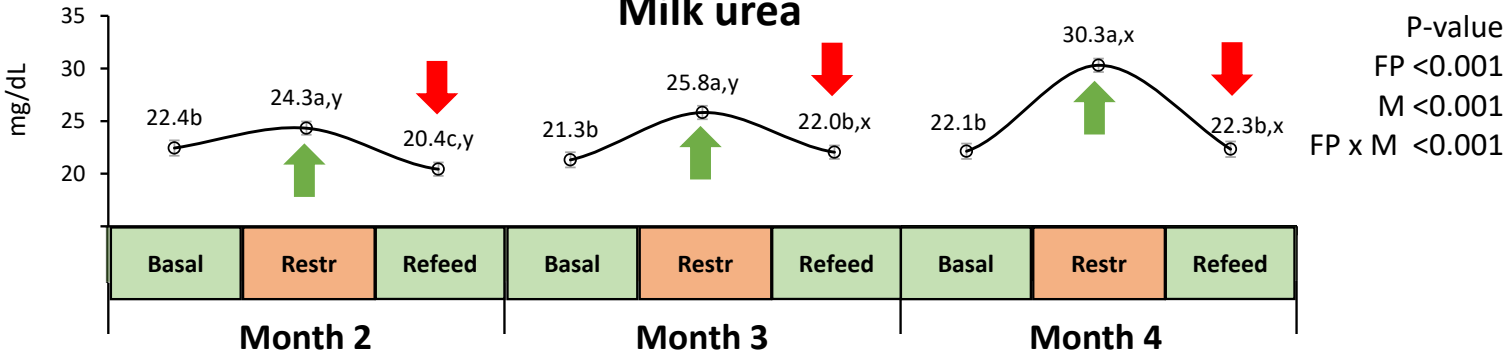 Milk urea
mg/dL
35
30
25
20
22.4b
24.3a,y
20.4c,y
21.3b
25.8a,y
22.0b,x
22.1b
30.3a,x
22.3b,x
P-value
FP <0.001
M <0.001
FP x M <0.001
Basal Restr Refeed Basal Restr Refeed Basal Restr Refeed
Month 2 Month 3 Month 4